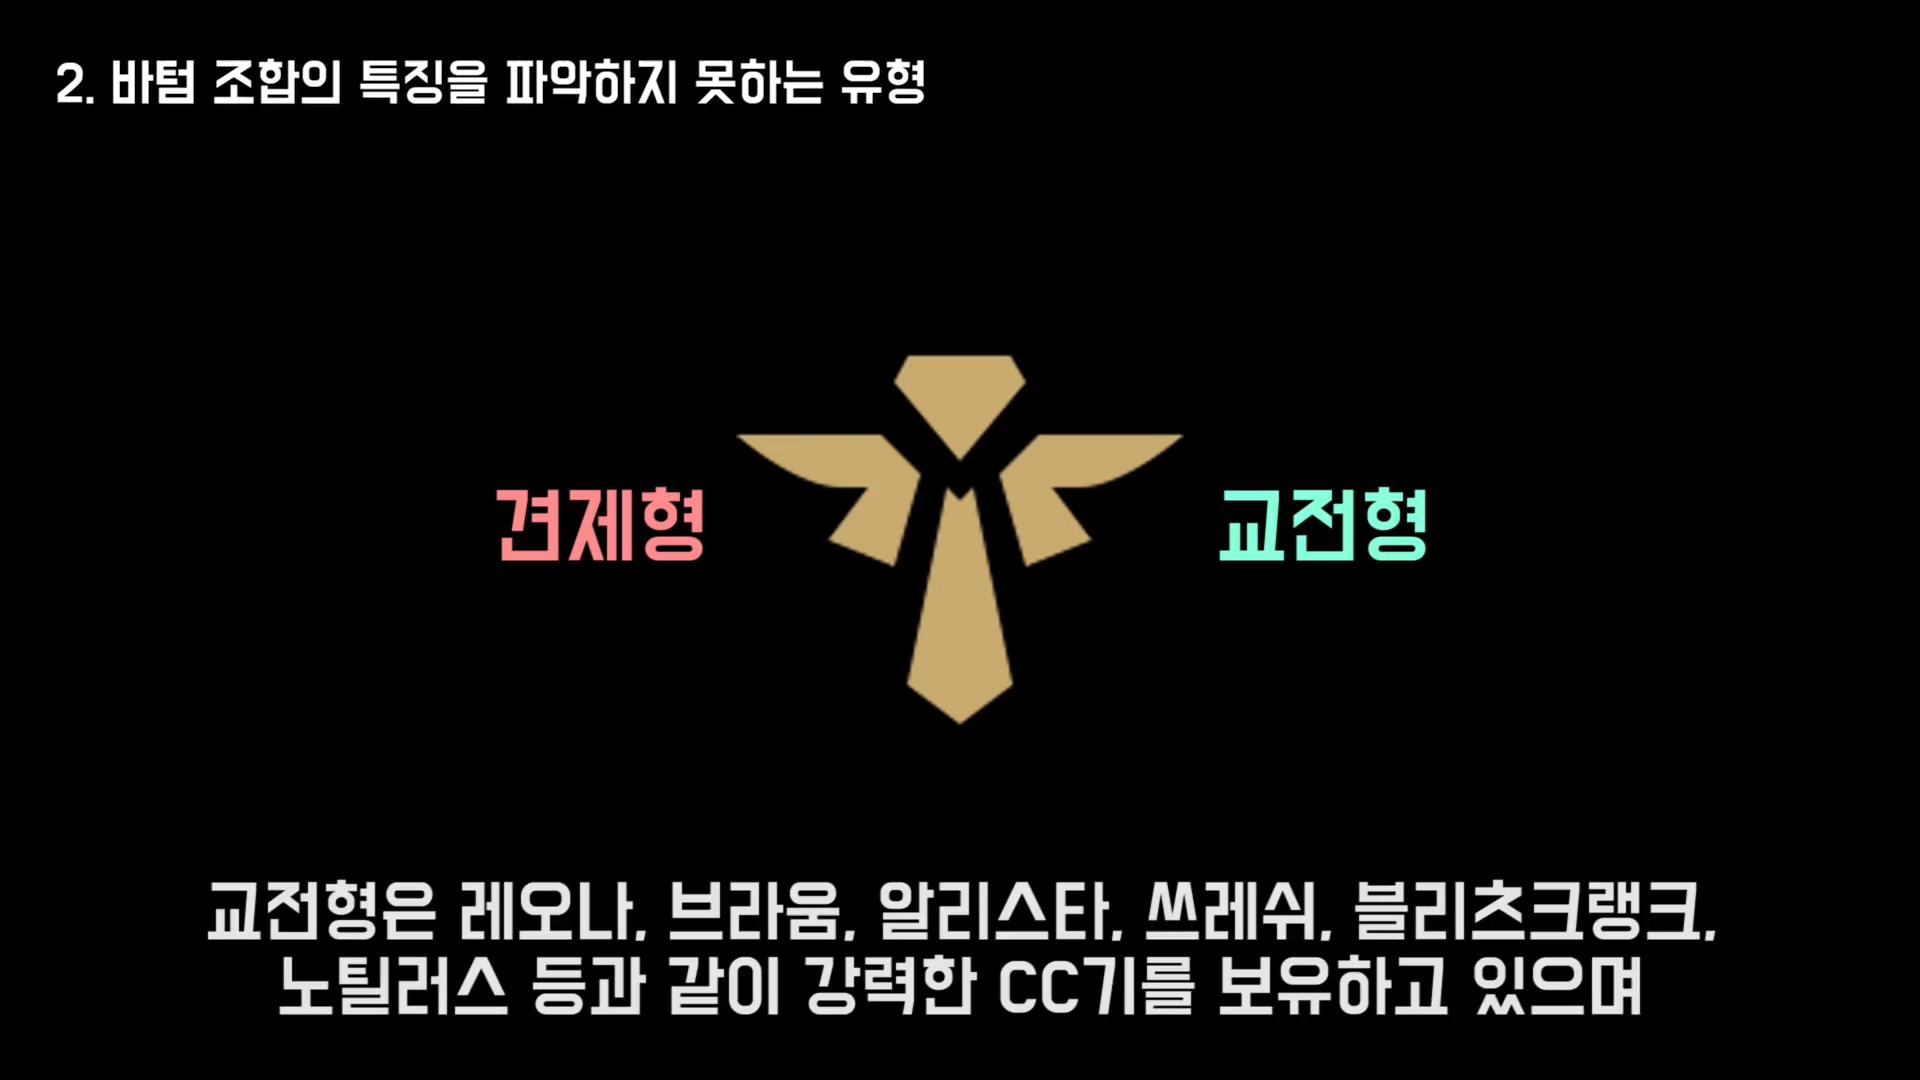 2. 바텀 조합의 특징을 파악하지 못하는 유형
견제형
교전형
교전형은 레오나, 브라움, 알리스타, 쓰레쉬, 블리츠크랭크,
노틸러스 등과 같이 강력한 CC기를 보유하고 있으며